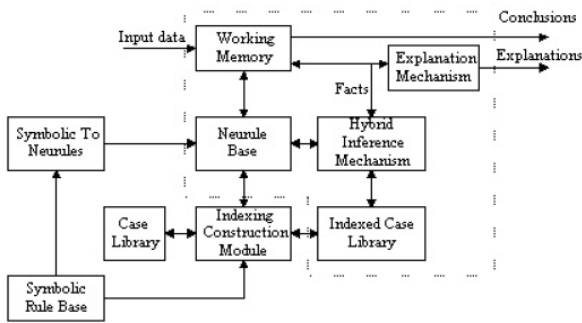 Conclusions
Input data
Working
Memory
Explanation
Mechanism
Explanations
Facts
Symbolic To
Neurules
Neurule
Base
Hybrid
Inference
Mechanism
Case
Library
Indexing
Construction
Module
Indexed Case
Library
Symbolic
Rule Base